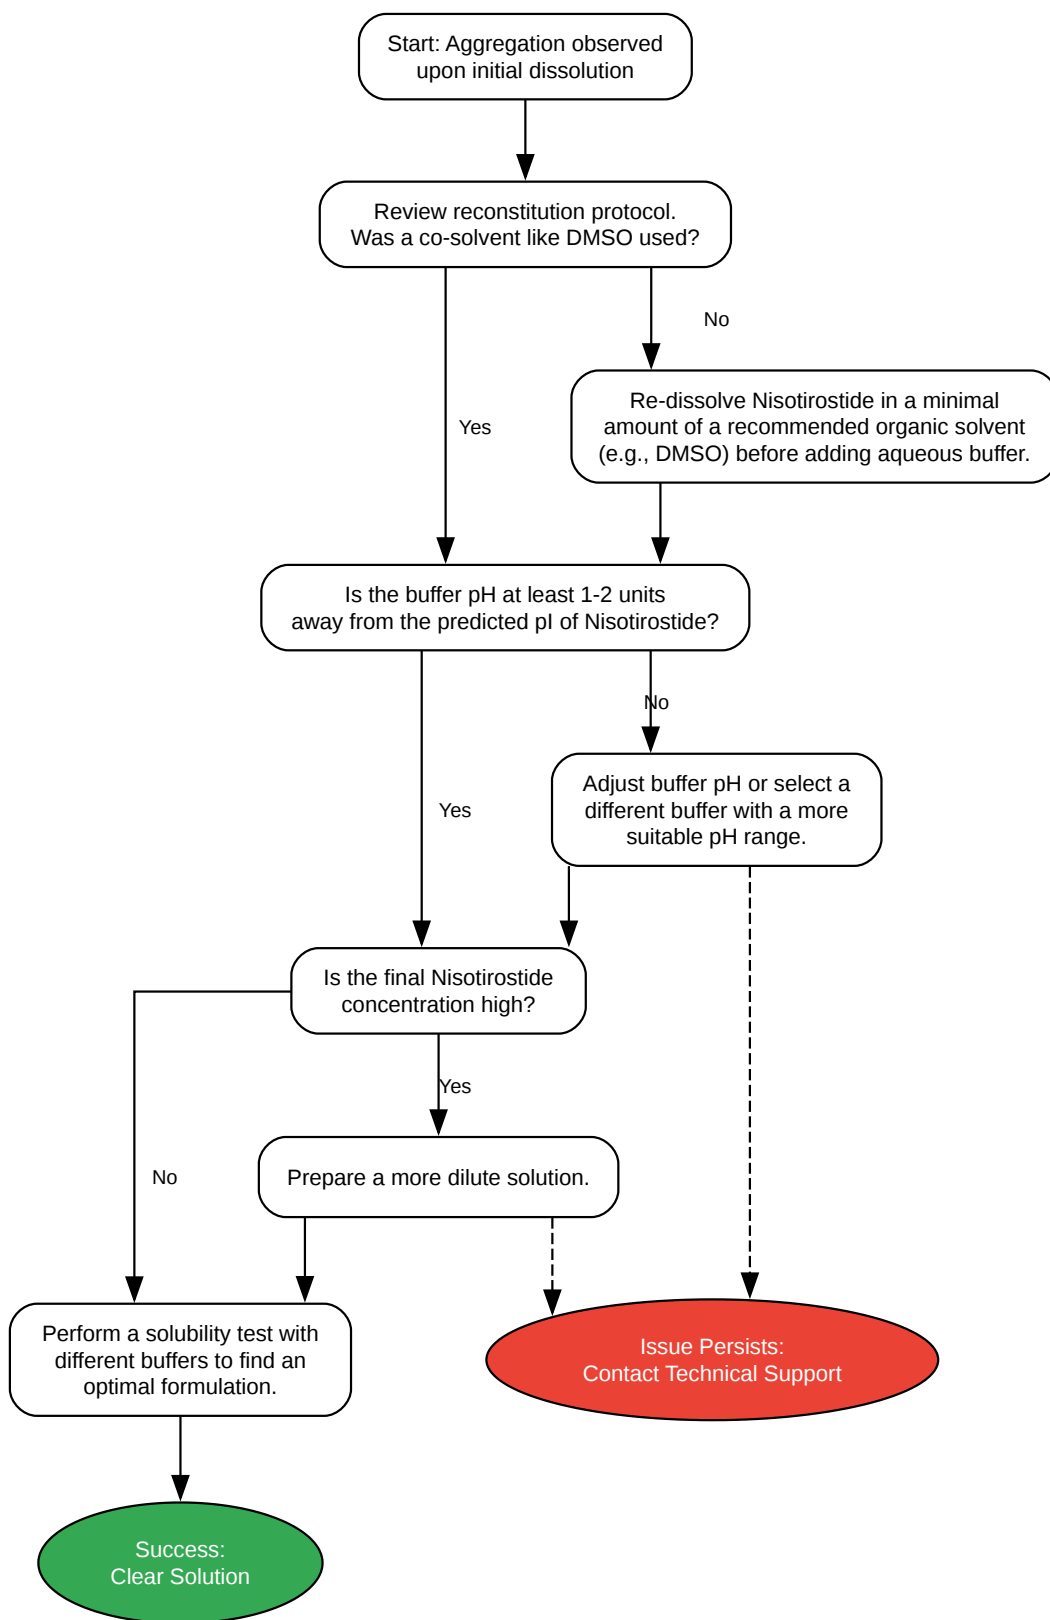 Start: Aggregation observed
upon initial dissolution
Review reconstitution protocol.
Was a co-solvent like DMSO used?
No
Re-dissolve Nisotirostide in a minimal
amount of a recommended organic solvent
(e.g., DMSO) before adding aqueous buffer.
Yes
Is the buffer pH at least 1-2 units
away from the predicted pI of Nisotirostide?
No
Adjust buffer pH or select a
different buffer with a more
suitable pH range.
Yes
Is the final Nisotirostide
concentration high?
Yes
Prepare a more dilute solution.
No
Perform a solubility test with
different buffers to find an
optimal formulation.
Issue Persists:
Contact Technical Support
Success:
Clear Solution